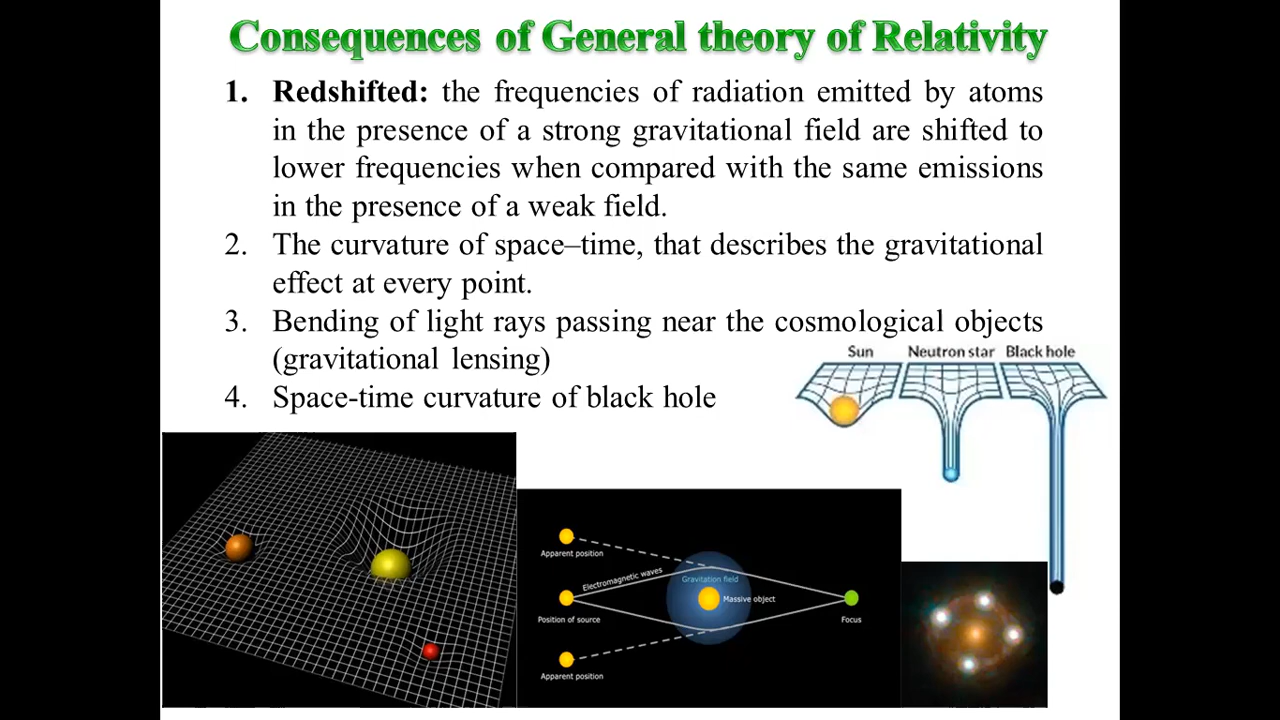 Consequences of General theory of Relativity
1. Redshifted: the frequencies of radiation emitted by atoms
in the presence of a strong gravitational field are shifted to
lower frequencies when compared with the same emissions
in the presence of a weak field.
2. The curvature of space–time, that describes the gravitational
effect at every point.
3. Bending of light rays passing near the cosmological objects
(gravitational lensing)
4. Space-time curvature of black hole
Sun
Neutron star
Black hole
Apparent position
Electromagnetic waves
Gravitation field
Massive object
Position of source
Focus
Apparent position